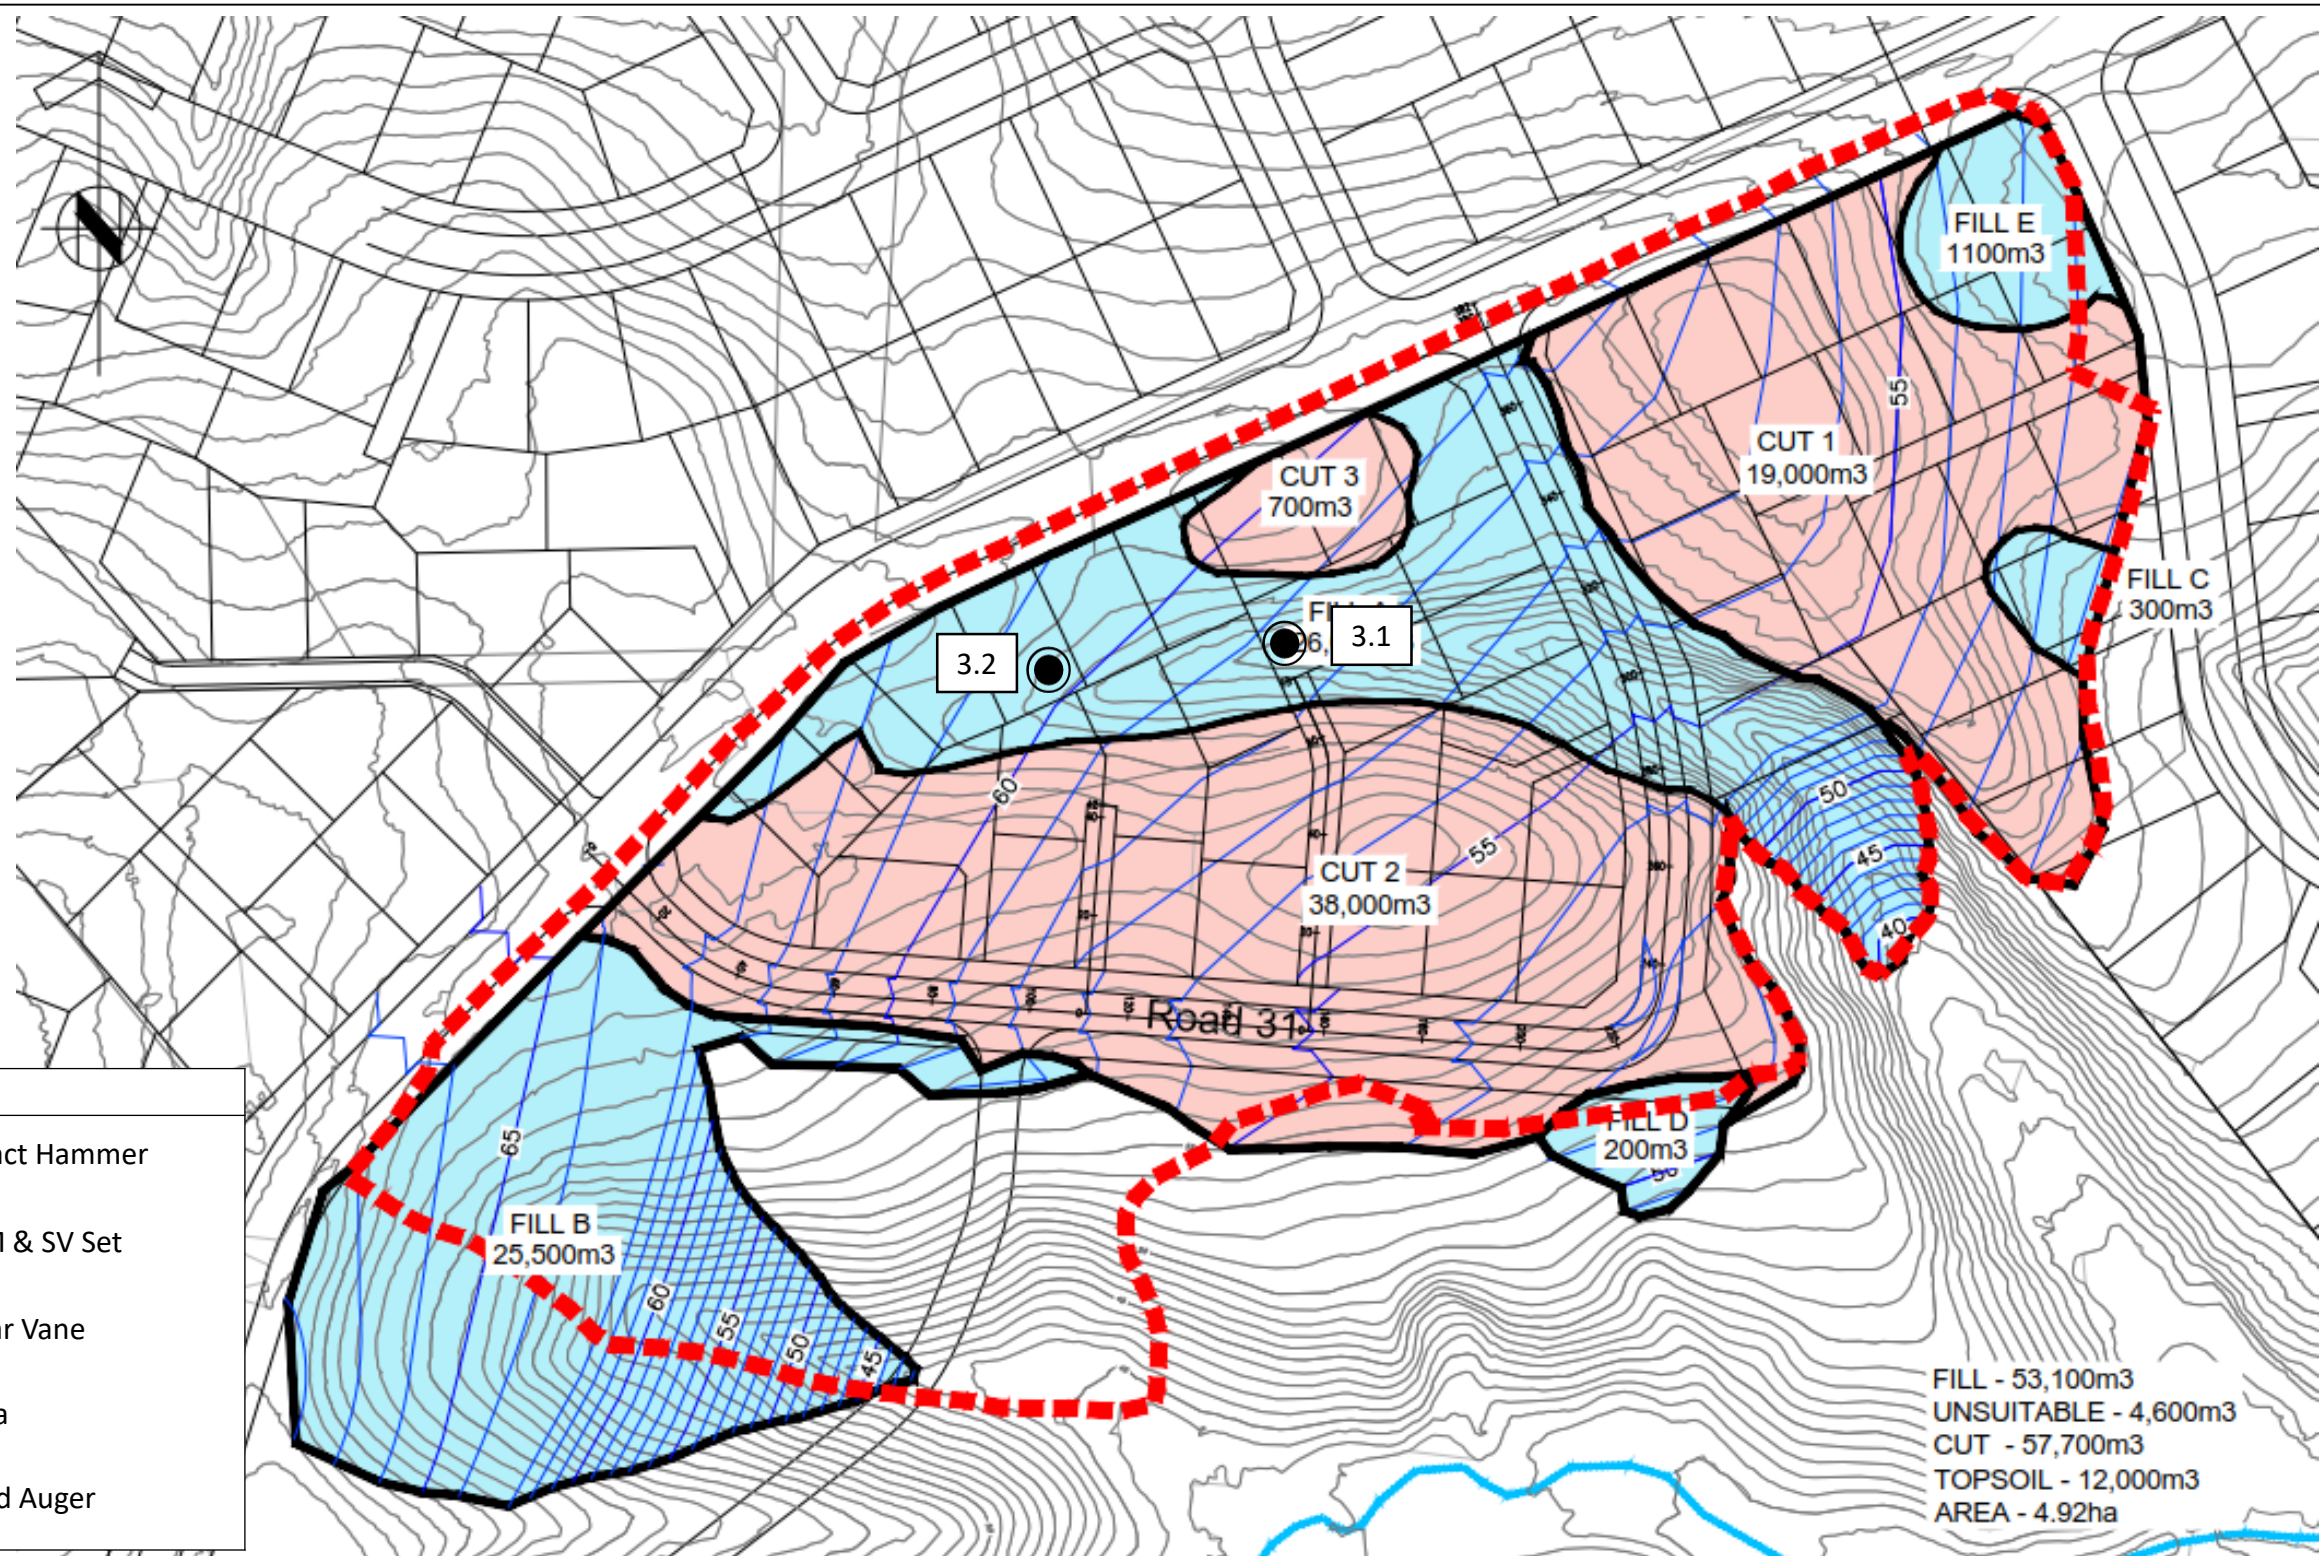 FILL E
1100m3
55
CUT 1
19,000m3
CUT 3
700m3
FILL C
300m3
3.1
3.2
60
50
55
45
CUT 2
38,000m3
40
Road 31
FILL D
200m3
50
65
FILL B
25,500m3
60
55
50
45
act Hammer
& SV Set
ar Vane
a
d Auger
FILL - 53,100m3
UNSUITABLE - 4,600m3
CUT - 57,700m3
TOPSOIL - 12,000m3
AREA - 4.92ha